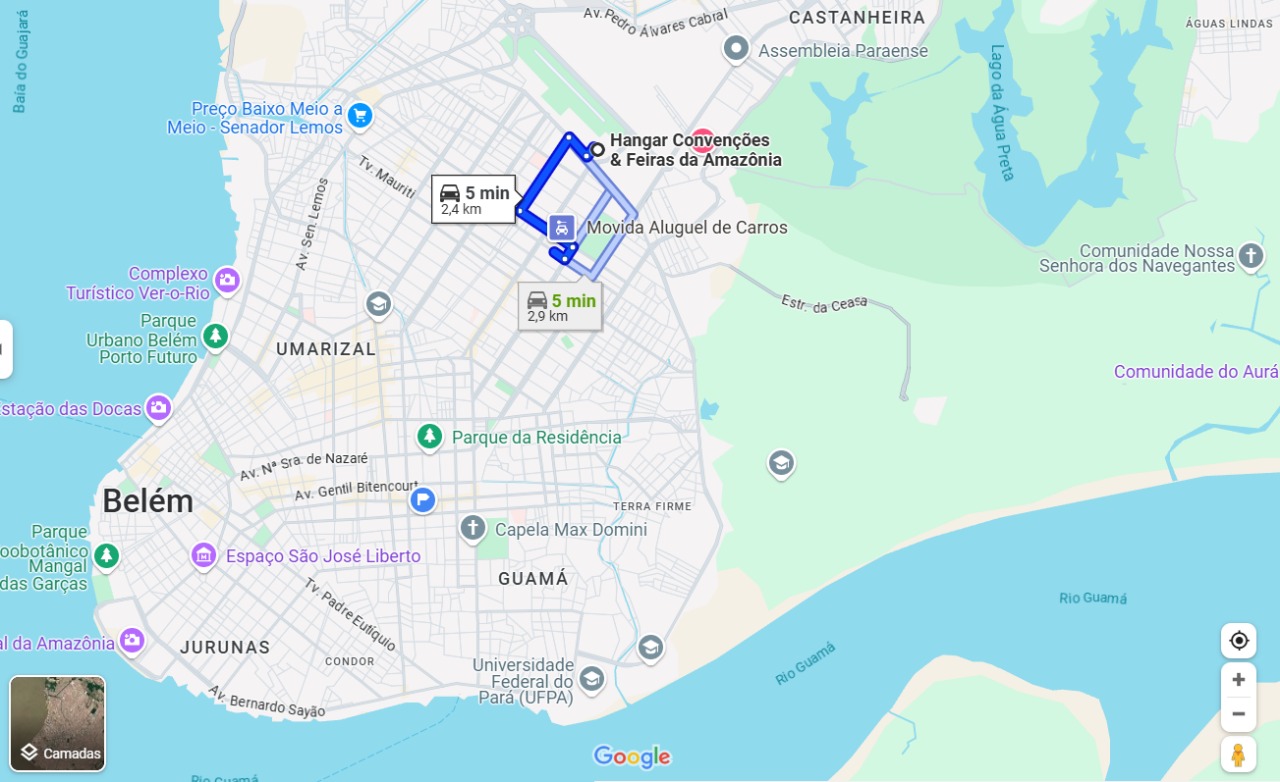 Av. Pedro Álvares Cabral
CASTANHEIRA
ÁGUAS LINDAS
Baía do Guajará
Assembleia Paraense
Lago da Água Preta
Preço Baixo Meio a
Meio - Senador Lemos
Hangar Convenções
& Feiras da Amazônia
Tv. Mauriti
5 min
2,4 km
Av. Sen. Lemos
Movida Aluguel de Carros
Comunidade Nossa
Senhora dos Navegantes
Complexo
Turístico Ver-o-Rio
5 min
2,9 km
Estr. da Ceasa
Parque
Urbano Belém
Porto Futuro
UMARIZAL
Comunidade do Aurá
Estação das Docas
Parque da Residência
Av. Nª Sra. de Nazaré
Av. Gentil Bitencourt
Belém
P
TERRA FIRME
Capela Max Domini
Parque
oobotânico
Mangal
das Garças
Espaço São José Liberto
GUAMÁ
Rio Guamá
Tv. Padre Eutíquio
al da Amazônia
JURUNAS
CONDOR
Universidade
Federal do
Pará (UFPA)
Rio Guamá
Av. Bernardo Sayão
Camadas
Google
Rio Guamá